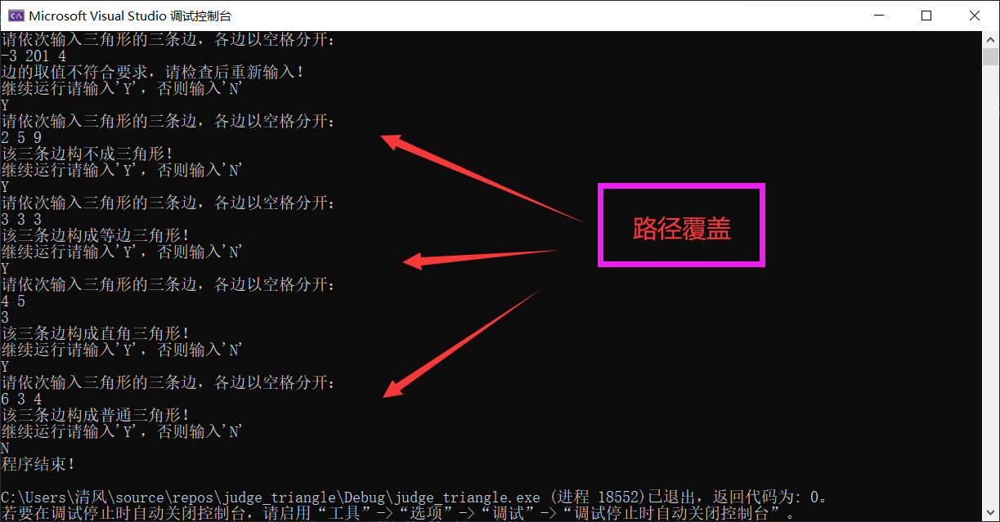 Microsoft Visual Studio 调试控制台
请依次输入三角形的三条边，各边以空格分开：
-3 201 4
边的取值不符合要求，请检查后重新输入！
继续运行请输入'Y'，否则输入'N'
Y
请依次输入三角形的三条边，各边以空格分开：
2 5 9
该三条边构不成三角形！
继续运行请输入'Y'，否则输入'N'
Y
请依次输入三角形的三条边，各边以空格分开：
3 3 3
该三条边构成等边三角形！
继续运行请输入'Y'，否则输入'N'
Y
请依次输入三角形的三条边，各边以空格分开：
4 5
3
该三条边构成直角三角形！
继续运行请输入'Y'，否则输入'N'
Y
请依次输入三角形的三条边，各边以空格分开：
6 3 4
该三条边构成普通三角形！
继续运行请输入'Y'，否则输入'N'
N
程序结束！
C:\Users\清风\source\repos\judge_triangle\Debug\judge_triangle.exe (进程 18552)已退出，返回代码为: 0。
若要在调试停止时自动关闭控制台，请启用“工具”->“选项”->“调试”->“调试停止时自动关闭控制台”。
路径覆盖